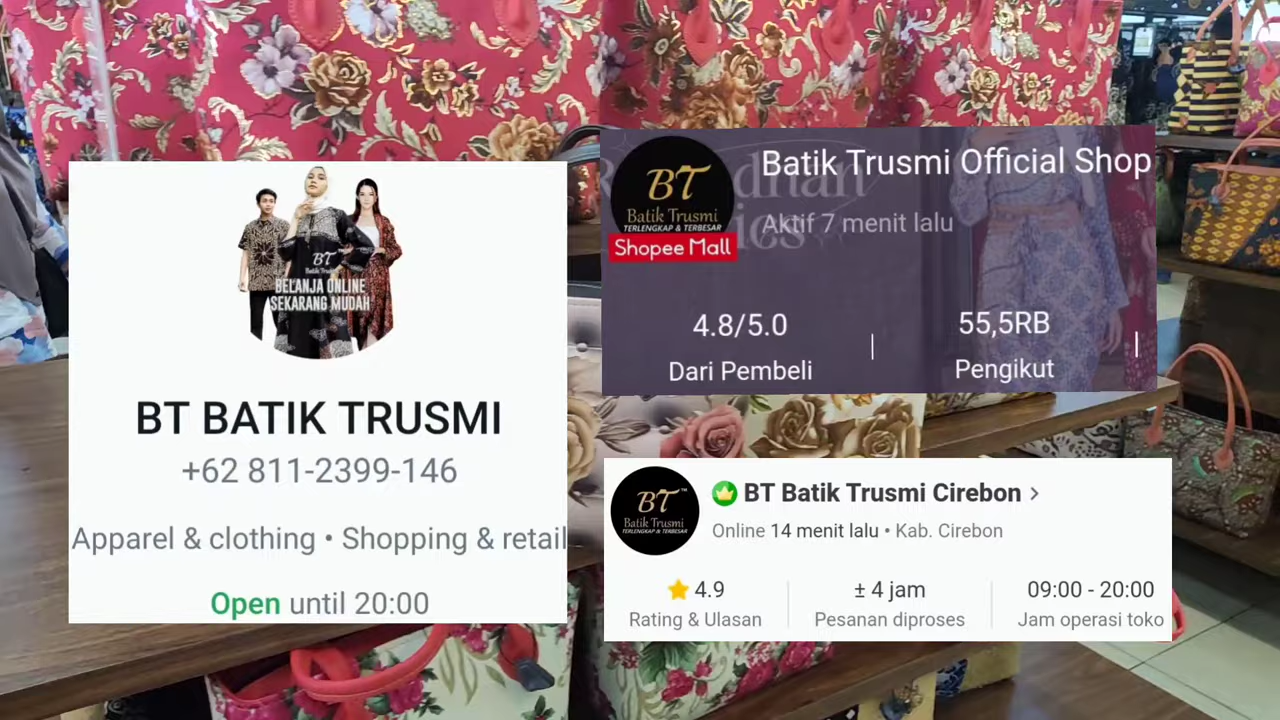 BT
Batik Trusmi
BELANJA ONLINE
SEKARANG MUDAH
BT BATIK TRUSMI
+62 811-2399-146
Apparel & clothing • Shopping & retail
Open until 20:00
BT
Batik Trusmi
TERLENGKAP & TERBESAR
Shopee Mall
Batik Trusmi Official Shop
Aktif 7 menit lalu
4.8/5.0
Dari Pembeli
55,5RB
Pengikut
BT™
Batik Trusmi
TERLENGKAP & TERBESAR
BT Batik Trusmi Cirebon
Online 14 menit lalu • Kab. Cirebon
4.9
Rating & Ulasan
± 4 jam
Pesanan diproses
09:00 - 20:00
Jam operasi toko